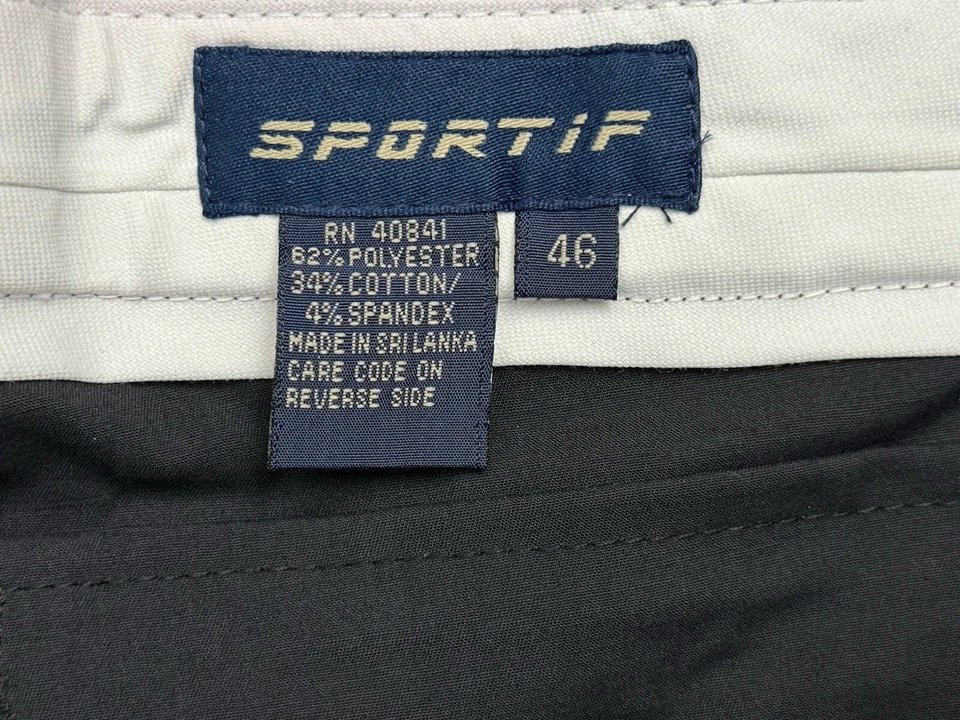 SPORTiF
RN 40841
62% POLYESTER
34% COTTON/
4% SPANDEX
MADE IN SRI LANKA
CARE CODE ON
REVERSE SIDE
46